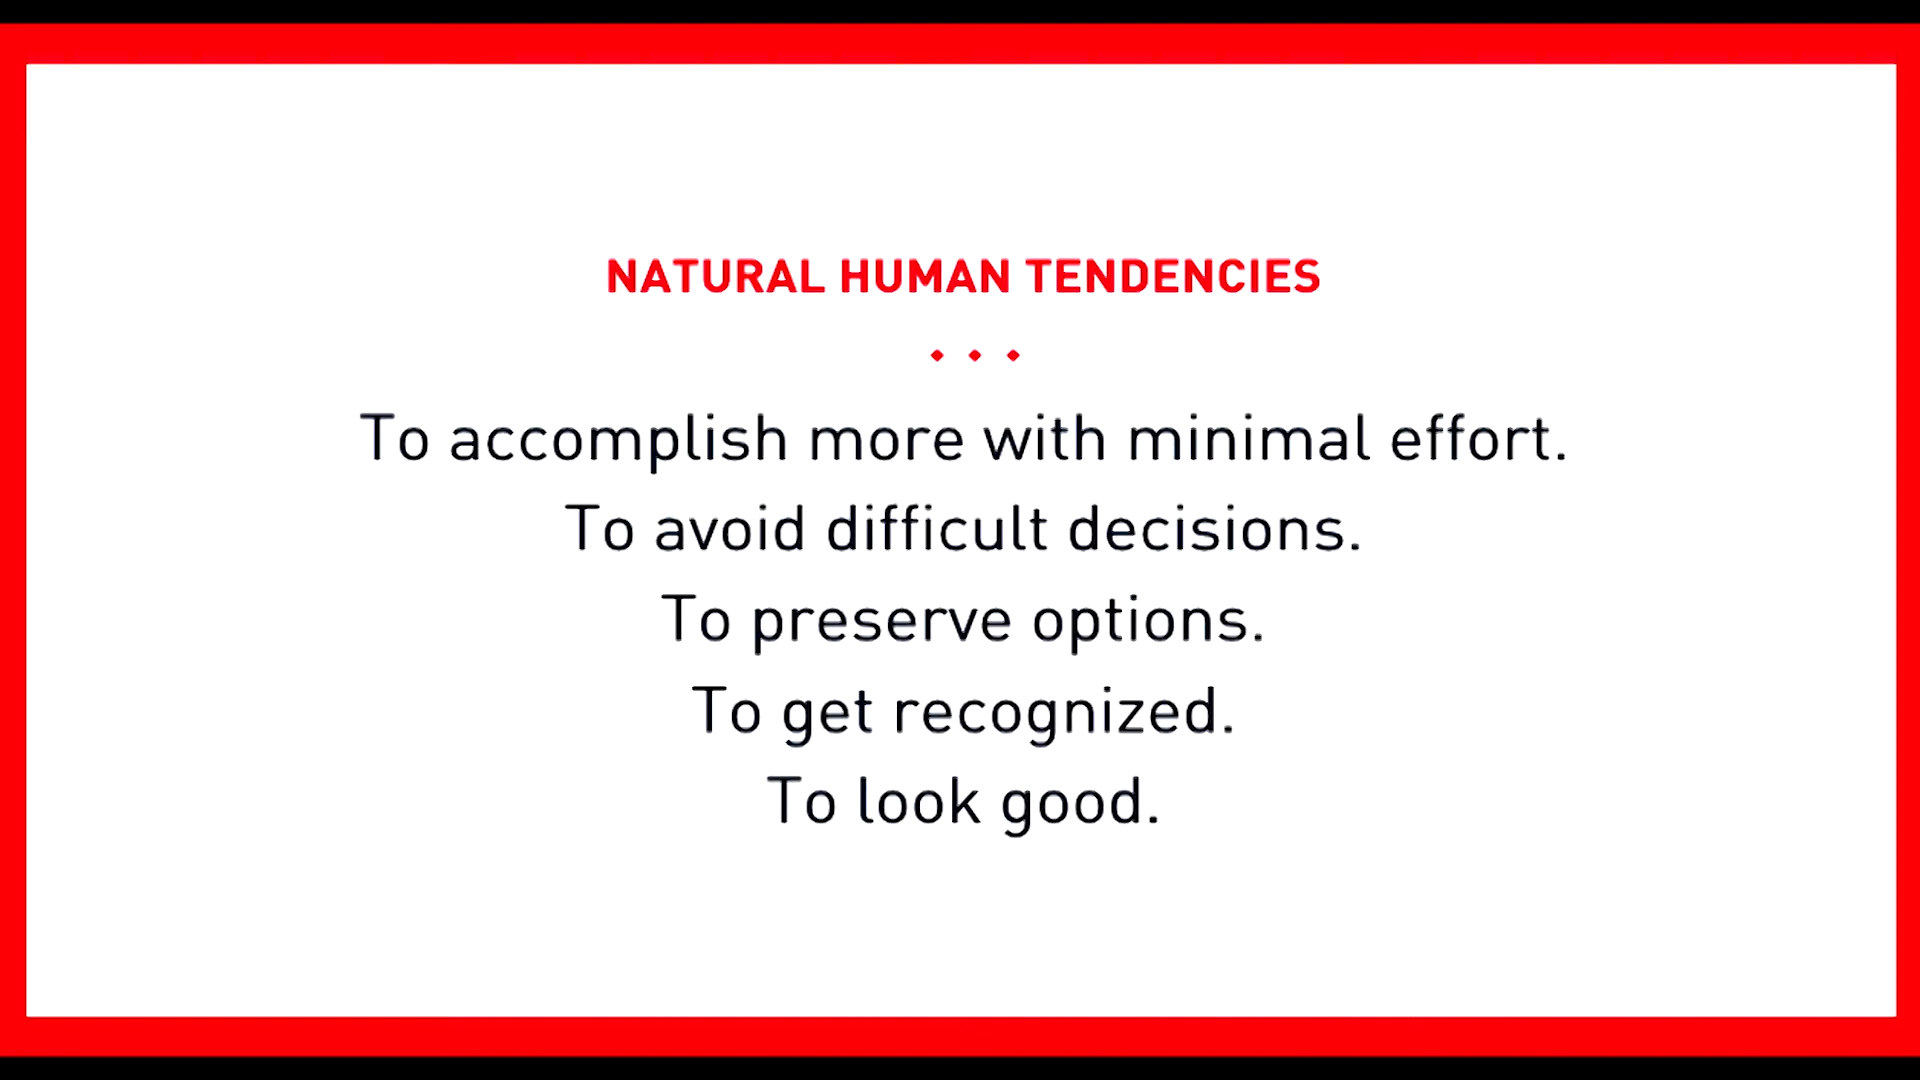 NATURAL HUMAN TENDENCIES
To accomplish more with minimal effort.
To avoid difficult decisions.
To preserve options.
To get recognized.
To look good.